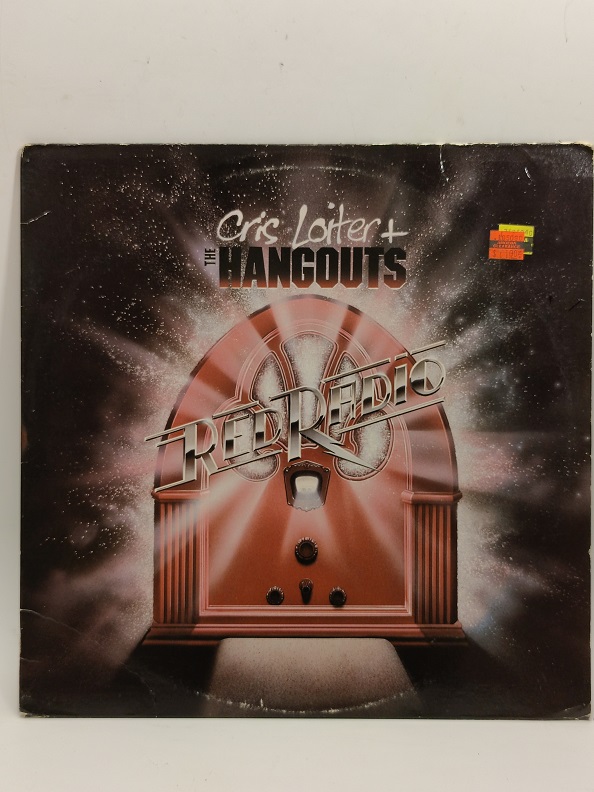 Cris Loiter +
THE HANGOUTS
RED RADIO